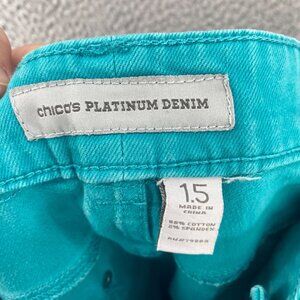 chico's PLATINUM DENIM
1.5
MADE IN
CHINA
98% COTTON
2% SPANDEX